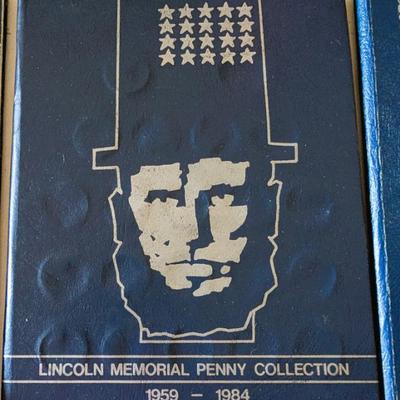 LINCOLN MEMORIAL PENNY COLLECTION
1959 — 1984